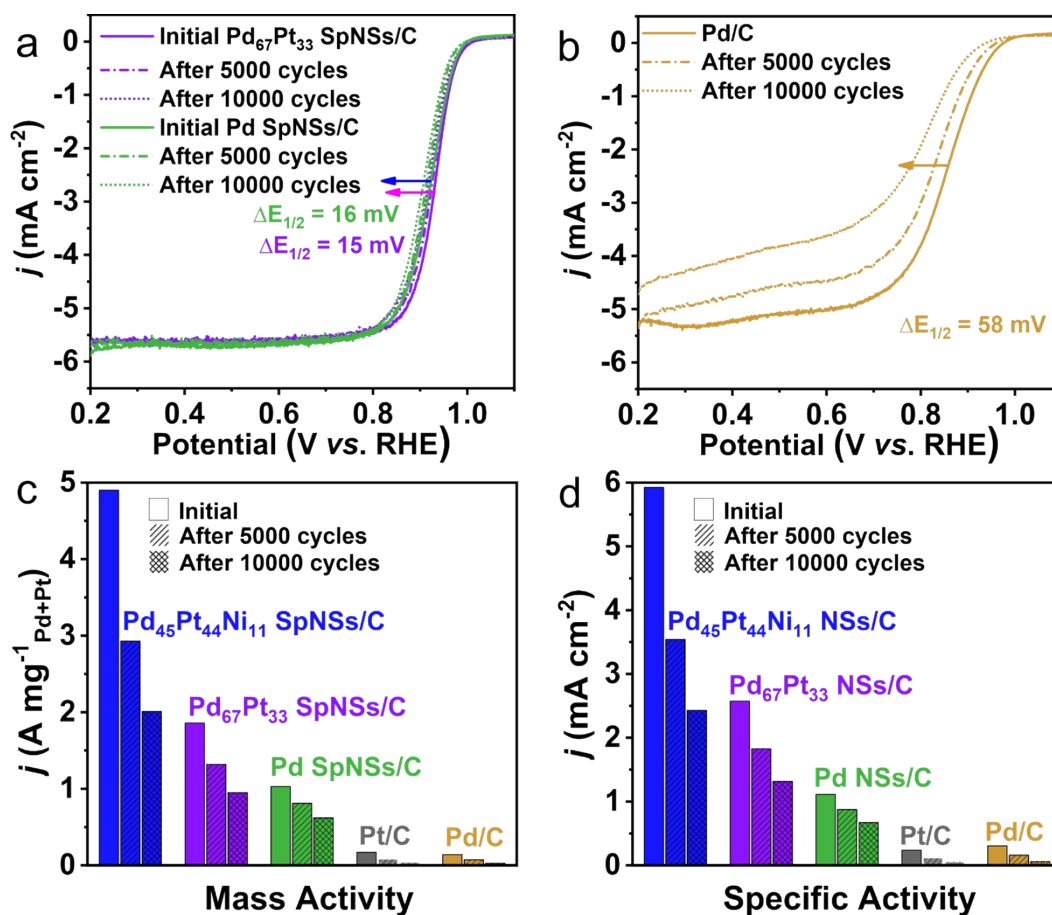 a
Initial Pd67Pt33 SpNSs/C
After 5000 cycles
After 10000 cycles
Initial Pd SpNSs/C
After 5000 cycles
After 10000 cycles
ΔE1/2 = 16 mV
ΔE1/2 = 15 mV
0
-1
-2
-3
-4
-5
-6
j (mA cm-2)
0.2 0.4 0.6 0.8 1.0
Potential (V vs. RHE)
b
Pd/C
After 5000 cycles
After 10000 cycles
ΔE1/2 = 58 mV
0
-1
-2
-3
-4
-5
-6
j (mA cm-2)
0.2 0.4 0.6 0.8 1.0
Potential (V vs. RHE)
c
Initial
After 5000 cycles
After 10000 cycles
Pd45Pt44Ni11 SpNSs/C
Pd67Pt33 SpNSs/C
Pd SpNSs/C
Pt/C
Pd/C
5
4
3
2
1
0
j (A mg-1Pd+Pt)
Mass Activity
d
Initial
After 5000 cycles
After 10000 cycles
Pd45Pt44Ni11 NSs/C
Pd67Pt33 NSs/C
Pd NSs/C
Pt/C
Pd/C
6
5
4
3
2
1
0
j (mA cm-2)
Specific Activity